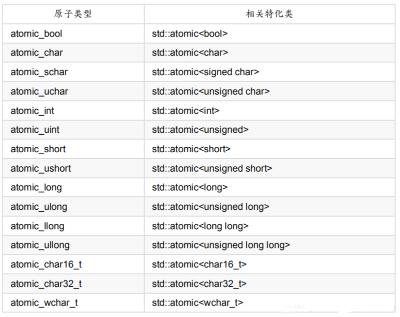 原子类型 相关特化类
atomic_bool std::atomic<bool>
atomic_char std::atomic<char>
atomic_schar std::atomic<signed char>
atomic_uchar std::atomic<unsigned char>
atomic_int std::atomic<int>
atomic_uint std::atomic<unsigned>
atomic_short std::atomic<short>
atomic_ushort std::atomic<unsigned short>
atomic_long std::atomic<long>
atomic_ulong std::atomic<unsigned long>
atomic_llong std::atomic<long long>
atomic_ullong std::atomic<unsigned long long>
atomic_char16_t std::atomic<char16_t>
atomic_char32_t std::atomic<char32_t>
atomic_wchar_t std::atomic<wchar_t>